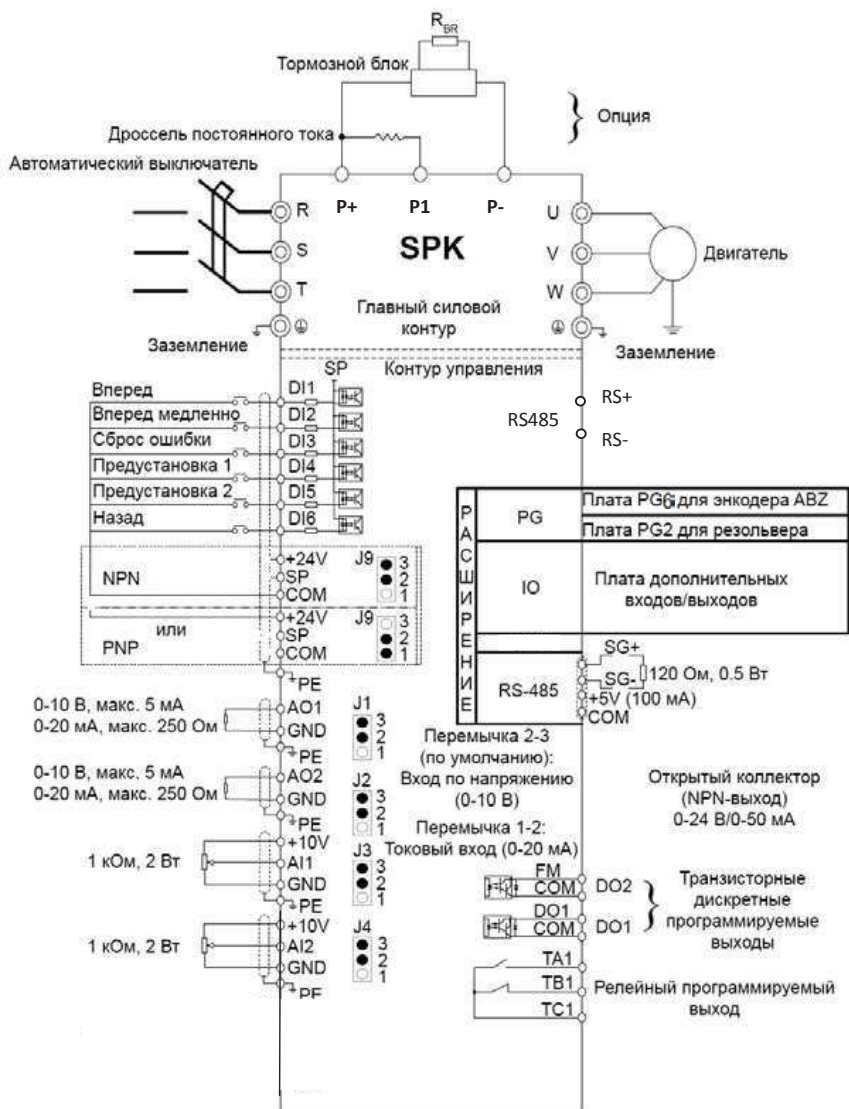 RBR
Тормозной блок
Опция
Дроссель постоянного тока
Автоматический выключатель
P+ P1 P-
R
S
T
SPK
U
V
W
Двигатель
Главный силовой
контур
Заземление
Заземление
SP
Контур управления
Вперед DI1
Вперед медленно DI2
Сброс ошибки DI3
Предустановка 1 DI4
Предустановка 2 DI5
Назад DI6
RS+
RS485
RS-
NPN
+24V
SP
COM
J9
3
2
1
или
PNP
+24V
SP
COM
J9
3
2
1
PE
РАСШИРЕНИЕ
PG
Плата PG6i для энкодера ABZ
Плата PG2 для резольвера
IO
Плата дополнительных
входов/выходов
RS-485
SG+
SG-
120 Ом, 0.5 Вт
+5V (100 мА)
COM
0-10 В, макс. 5 мА
0-20 мА, макс. 250 Ом
AO1
GND
PE
J1
3
2
1
0-10 В, макс. 5 мА
0-20 мА, макс. 250 Ом
AO2
GND
PE
J2
3
2
1
1 кОм, 2 Вт
+10V
AI1
GND
PE
J3
3
2
1
1 кОм, 2 Вт
+10V
AI2
GND
PE
J4
3
2
1
Перемычка 2-3
(по умолчанию):
Вход по напряжению
(0-10 В)
Перемычка 1-2:
Токовый вход (0-20 мА)
Открытый коллектор
(NPN-выход)
0-24 В/0-50 мА
FM
COM
DO2
DO1
COM
DO1
Транзисторные
дискретные
программируемые
выходы
TA1
TB1
TC1
Релейный программируемый
выход